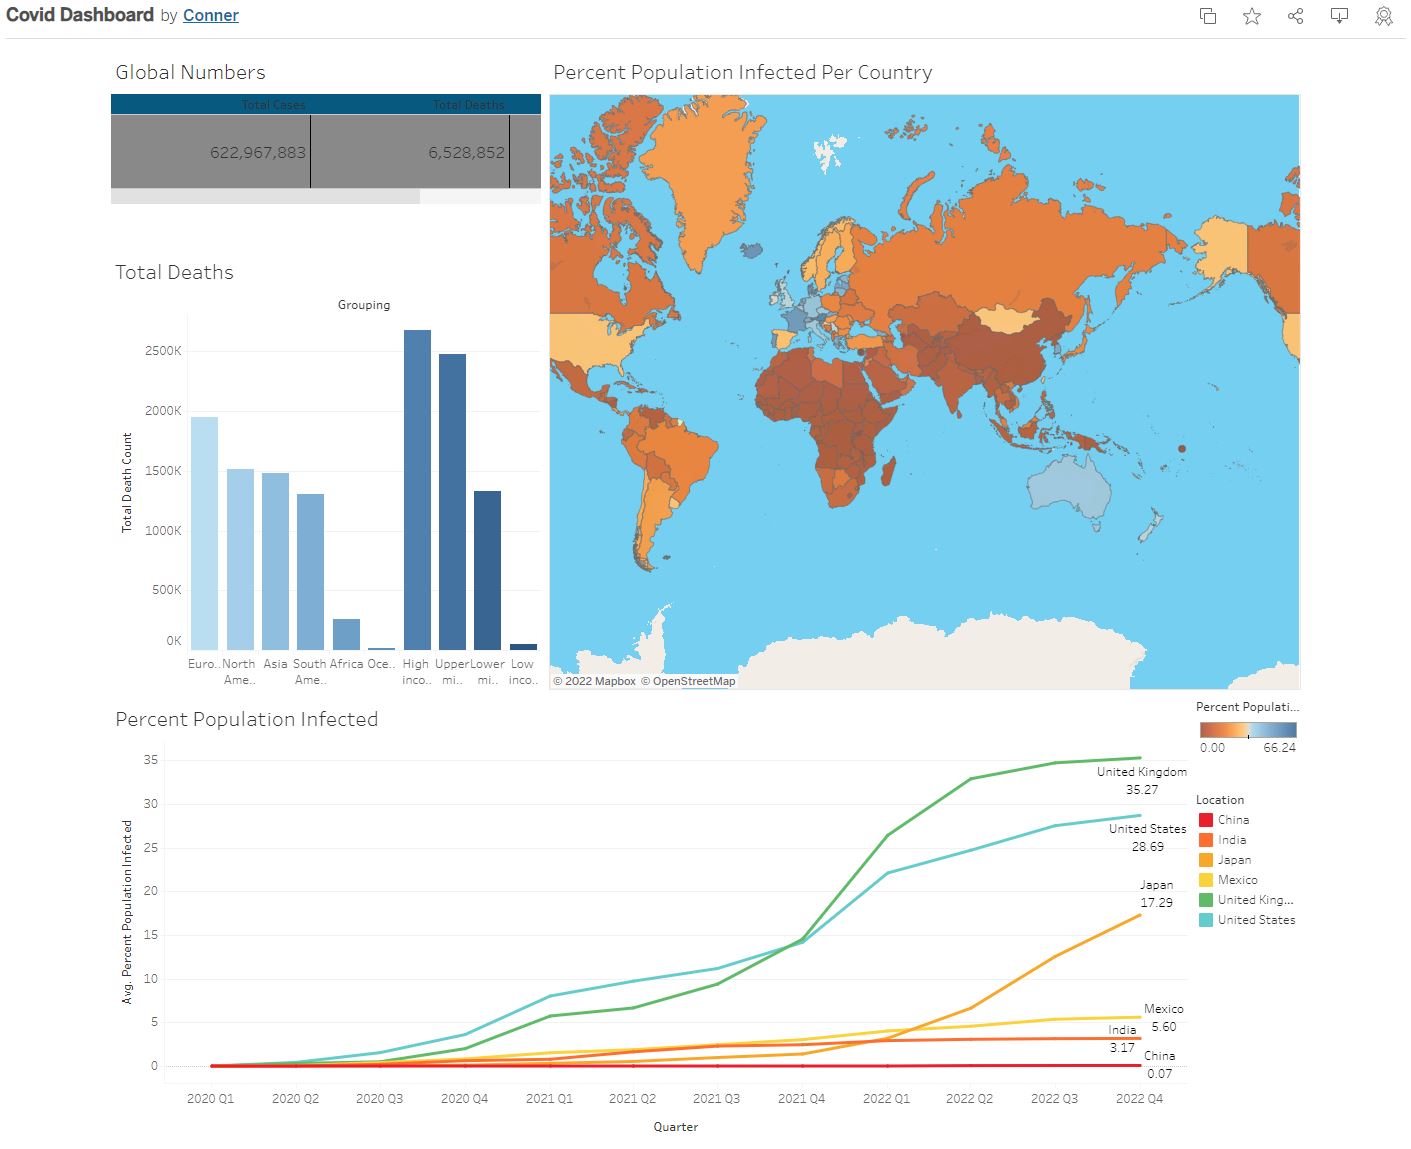 Covid Dashboard by Conner
Global Numbers
Total Cases Total Deaths
622,967,883 6,528,852
Total Deaths
Grouping
Total Death Count
2500K
2000K
1500K
1000K
500K
0K
Euro.. North Ame.. Asia South Ame.. Africa Oce.. High inco.. Upper mi.. Lower mi.. Low inco..
Percent Population Infected Per Country
© 2022 Mapbox © OpenStreetMap
Percent Populati...
0.00 66.24
Percent Population Infected
Avg. Percent Population Infected
35
30
25
20
15
10
5
0
United Kingdom
35.27
United States
28.69
Japan
17.29
Mexico
5.60
India
3.17
China
0.07
2020 Q1 2020 Q2 2020 Q3 2020 Q4 2021 Q1 2021 Q2 2021 Q3 2021 Q4 2022 Q1 2022 Q2 2022 Q3 2022 Q4
Quarter
Location
China
India
Japan
Mexico
United King...
United States